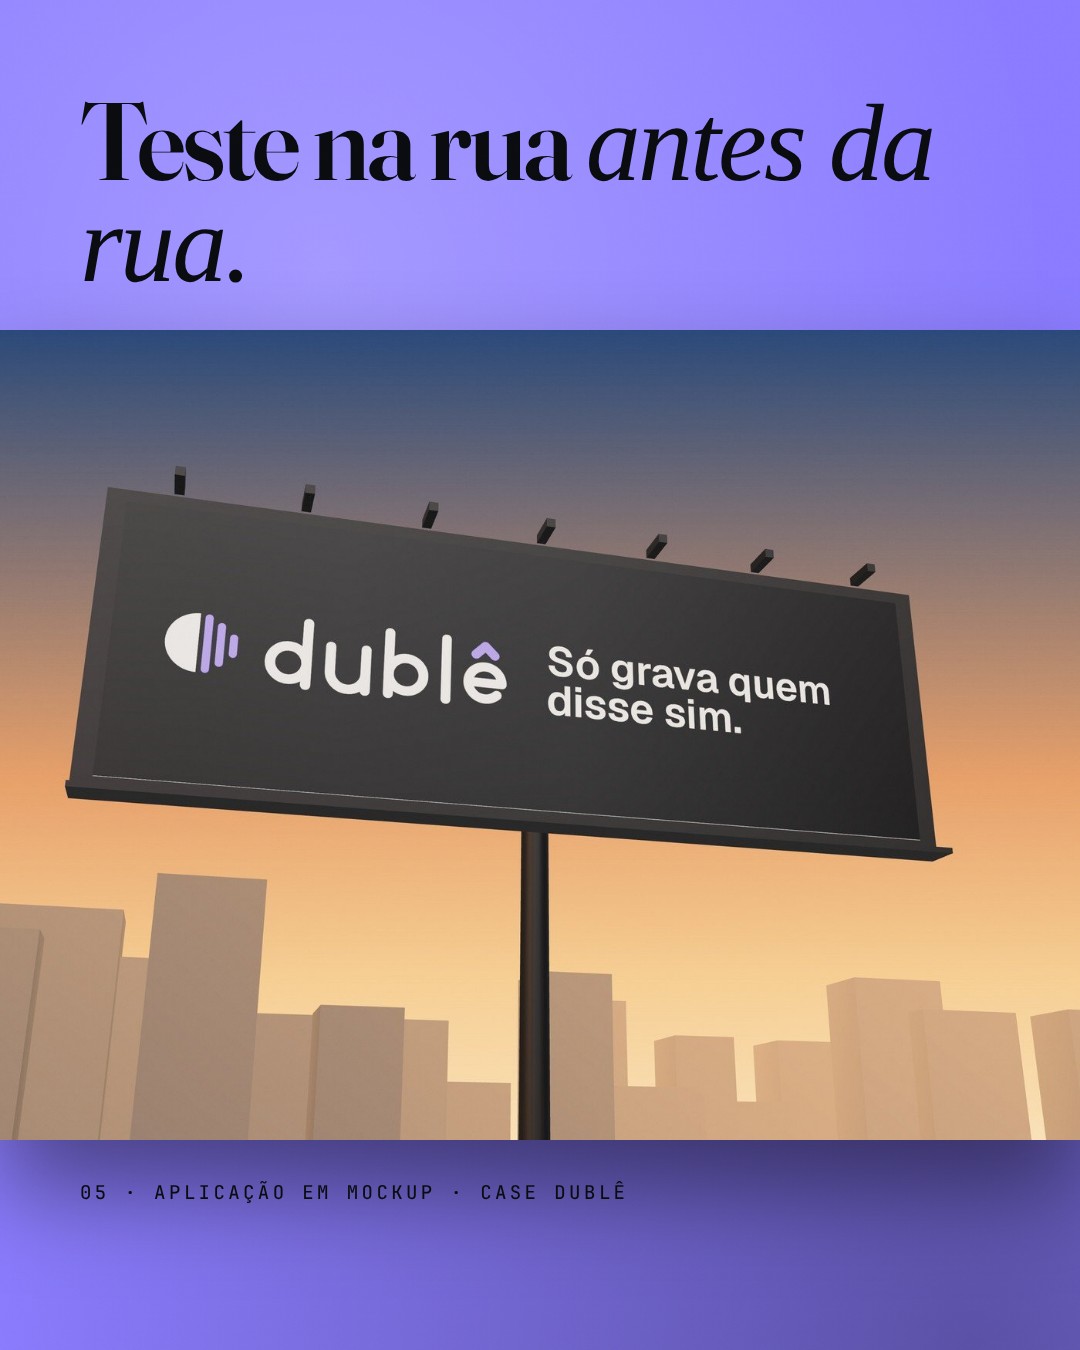 Teste na rua antes da
rua.
dublê
Só grava quem
disse sim.
05 · APLICAÇÃO EM MOCKUP · CASE DUBLÊ